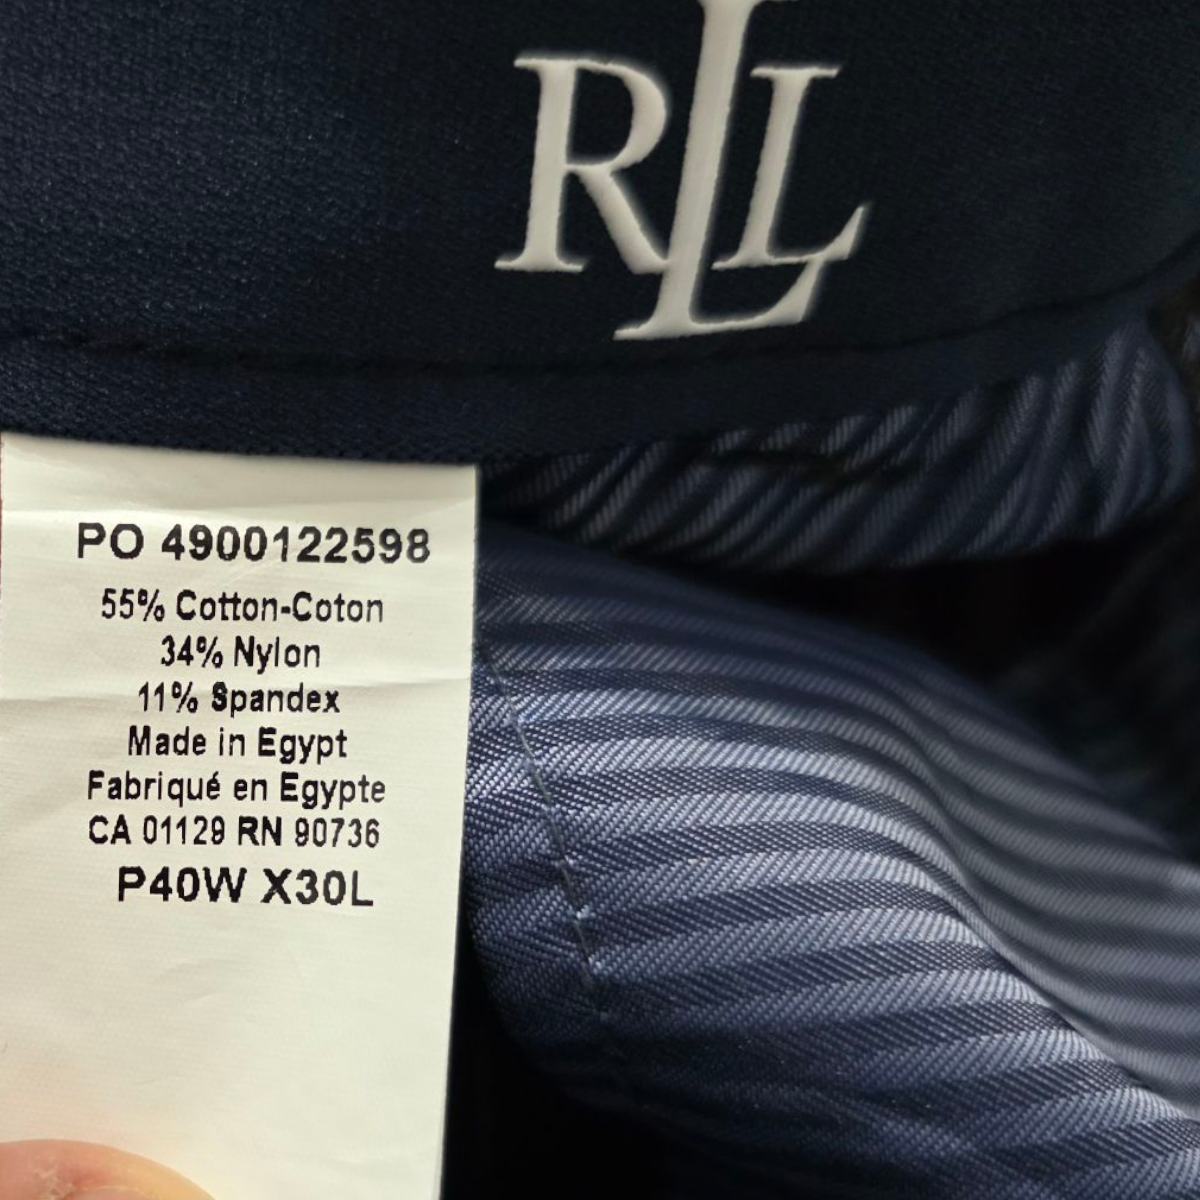 RLL
PO 4900122598
55% Cotton-Coton
34% Nylon
11% Spandex
Made in Egypt
Fabriqué en Egypte
CA 01129 RN 90736
P40W X30L